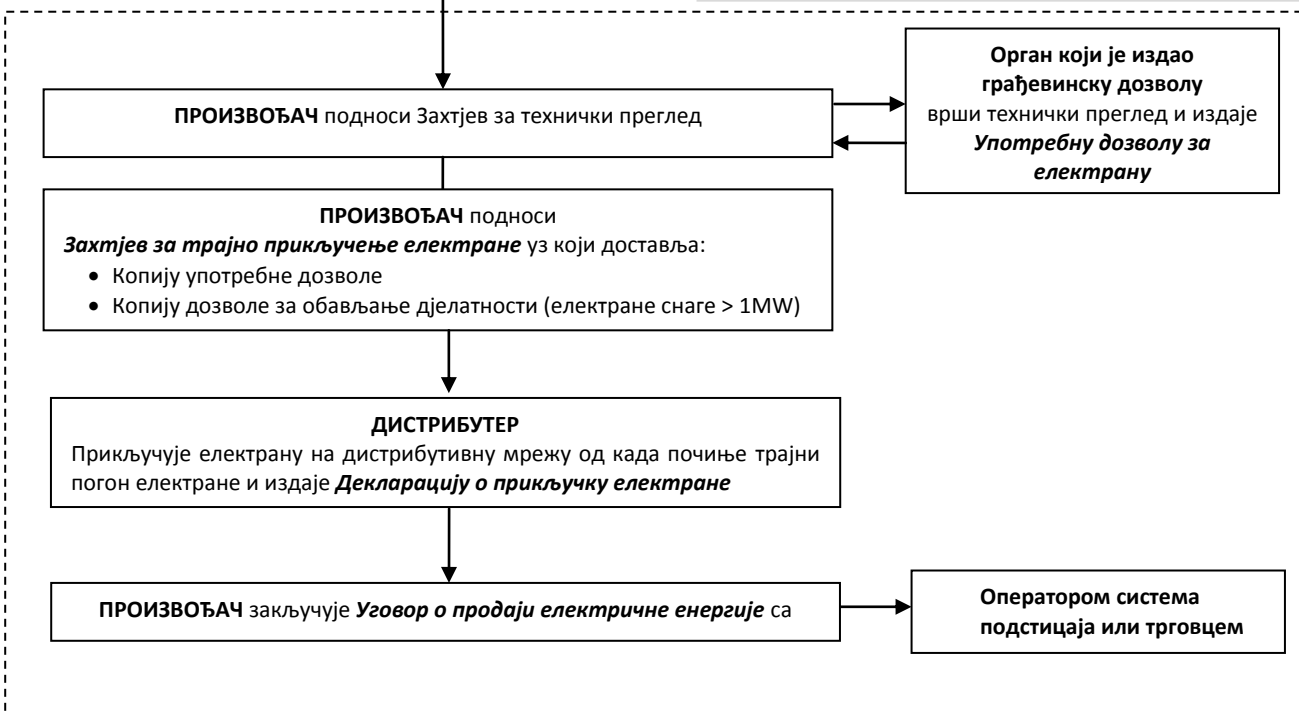 ПРОИЗВОЂАЧ подноси Захтјев за технички преглед
Орган који је издао
грађевинску дозволу
врши технички преглед и издаје
Употребну дозволу за
електрану
ПРОИЗВОЂАЧ подноси
Захтјев за трајно прикључење електране уз који доставља:
• Копију употребне дозволе
• Копију дозволе за обављање дјелатности (електране снаге > 1MW)
ДИСТРИБУТЕР
Прикључује електрану на дистрибутивну мрежу од када почиње трајни
погон електране и издаје Декларацију о прикључку електране
ПРОИЗВОЂАЧ закључује Уговор о продаји електричне енергије са
Оператором система
подстицаја или трговцем